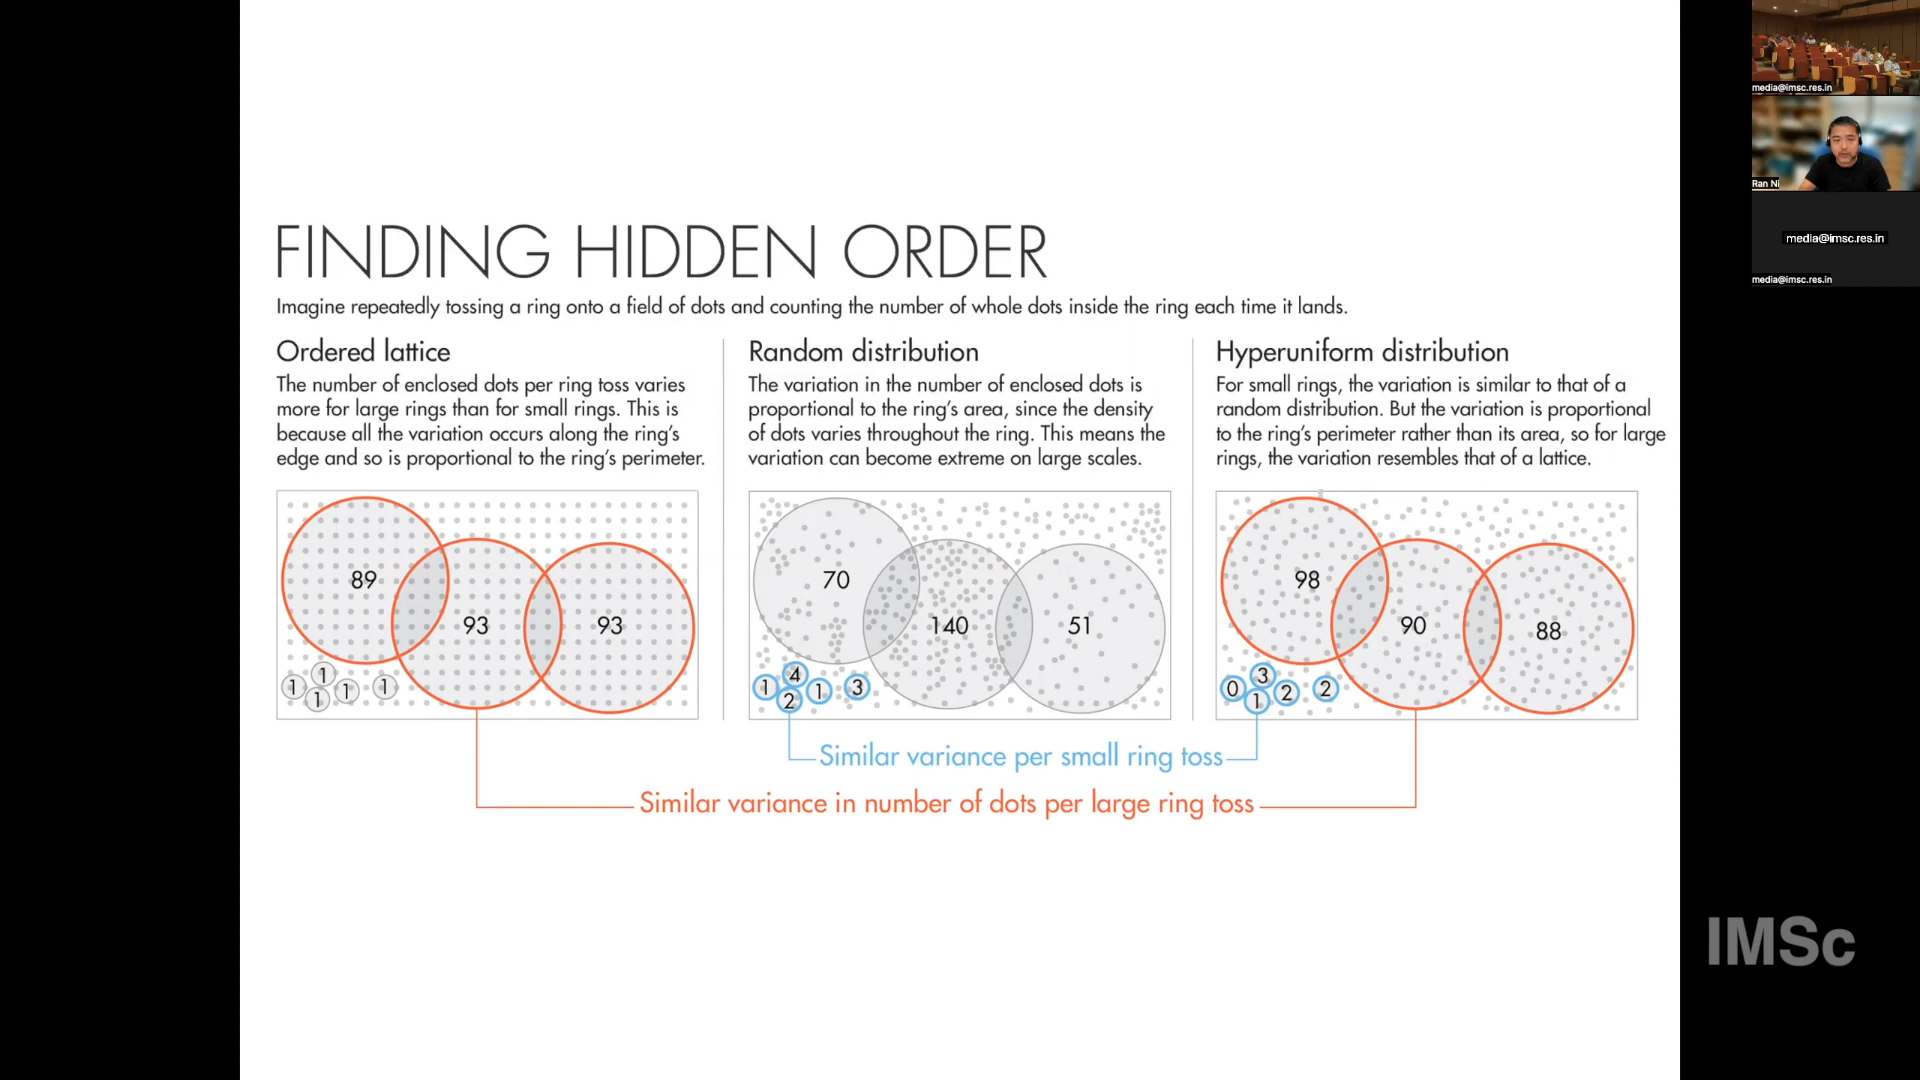 FINDING HIDDEN ORDER
Imagine repeatedly tossing a ring onto a field of dots and counting the number of whole dots inside the ring each time it lands.
Ordered lattice
The number of enclosed dots per ring toss varies
more for large rings than for small rings. This is
because all the variation occurs along the ring's
edge and so is proportional to the ring's perimeter.
89
93
93
1
1
1
1
1
Random distribution
The variation in the number of enclosed dots is
proportional to the ring's area, since the density
of dots varies throughout the ring. This means the
variation can become extreme on large scales.
70
140
51
1
4
2
1
3
Hyperuniform distribution
For small rings, the variation is similar to that of a
random distribution. But the variation is proportional
to the ring's perimeter rather than its area, so for large
rings, the variation resembles that of a lattice.
98
90
88
0
3
1
2
2
Similar variance per small ring toss
Similar variance in number of dots per large ring toss
media@imsc.res.in
Ran Ni
media@imsc.res.in
media@imsc.res.in
IMSc